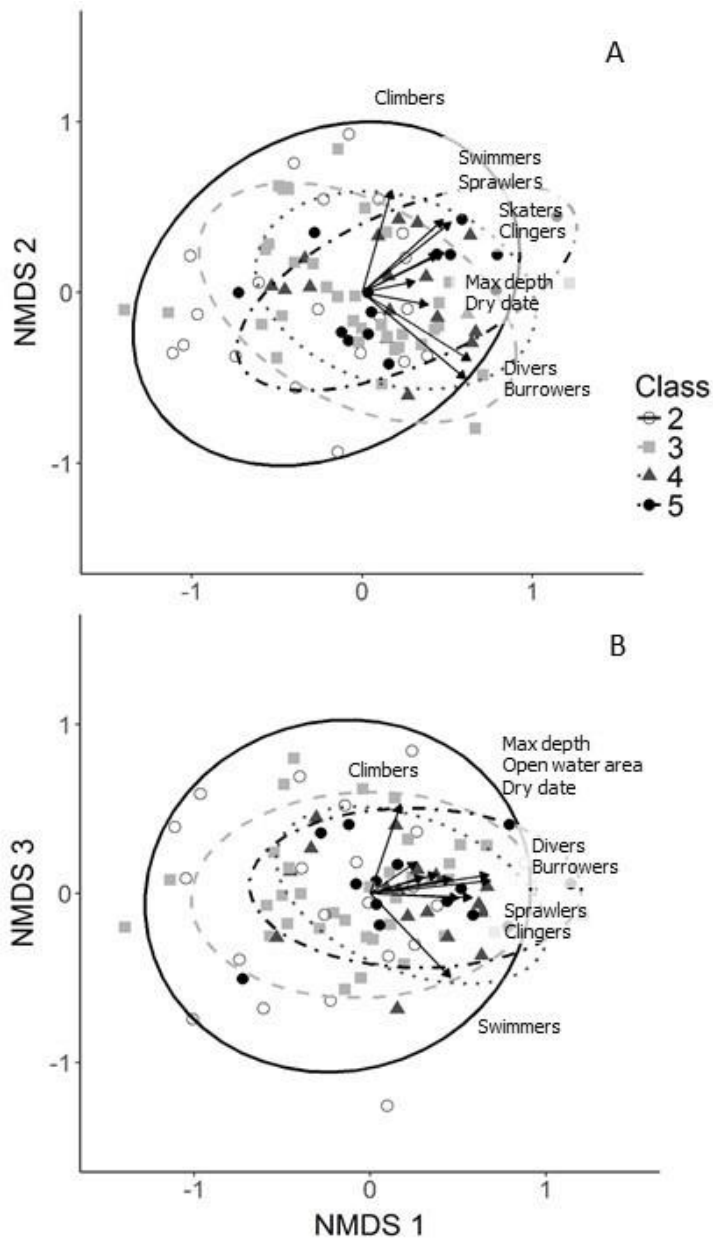 A
Climbers
1
Swimmers
Sprawlers
Skaters
Clingers
NMDS 2
0
Max depth
Dry date
Divers
Burrowers
Class
2
3
4
5
-1
-1
0
1
B
1
Max depth
Open water area
Dry date
Climbers
Divers
Burrowers
NMDS 3
0
Sprawlers
Clingers
Swimmers
-1
-1
0
1
NMDS 1